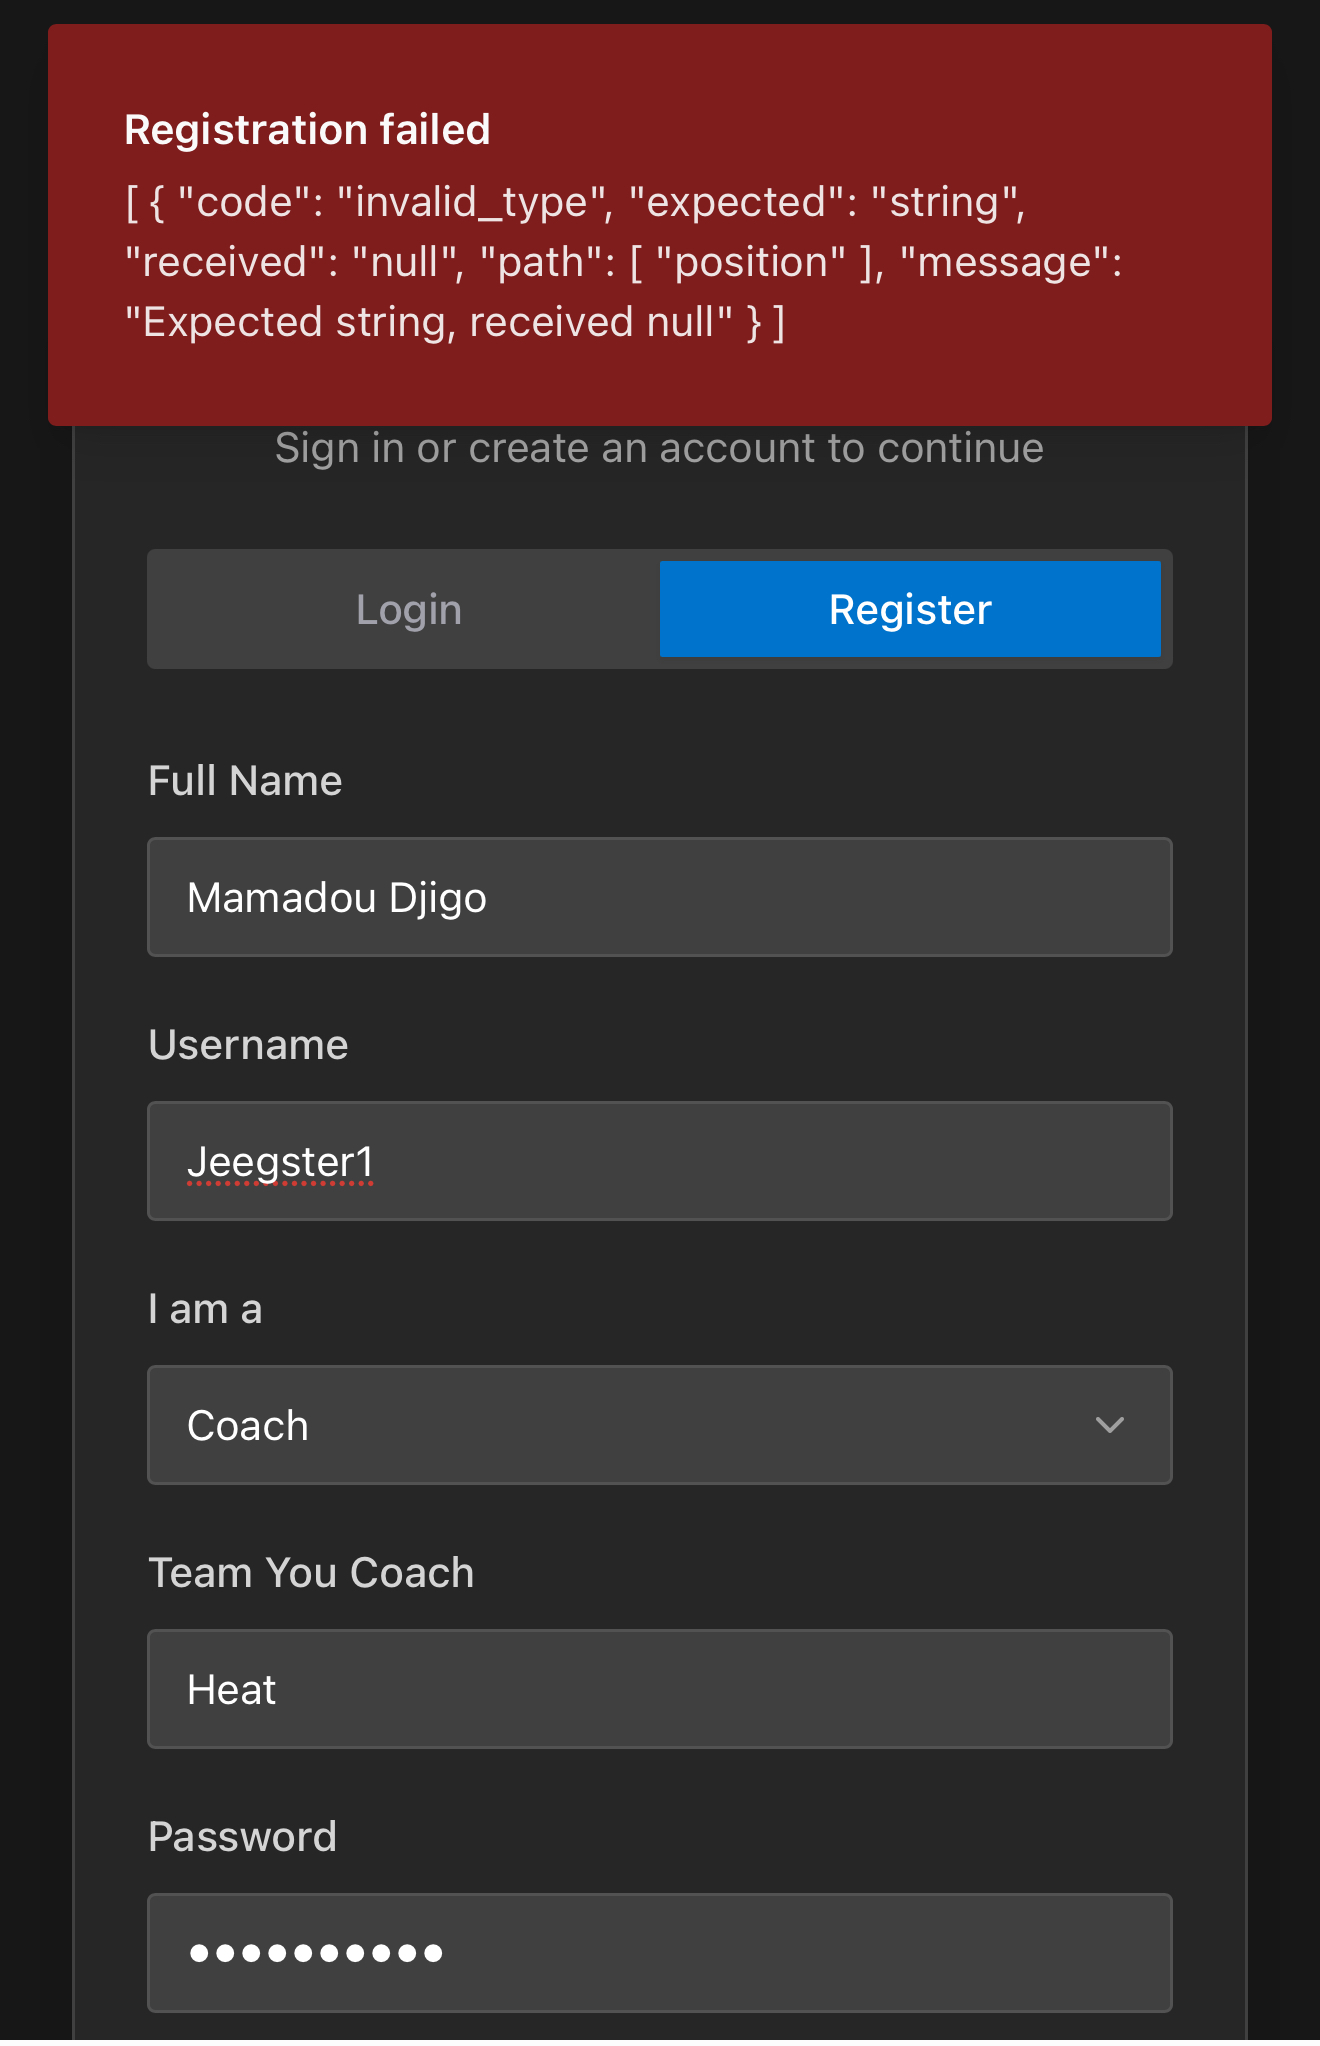 Registration failed
[ { "code": "invalid_type", "expected": "string",
"received": "null", "path": [ "position" ], "message":
"Expected string, received null" } ]
Sign in or create an account to continue
Login
Register
Full Name
Mamadou Djigo
Username
Jeegster1
I am a
Coach
Team You Coach
Heat
Password
••••••••••